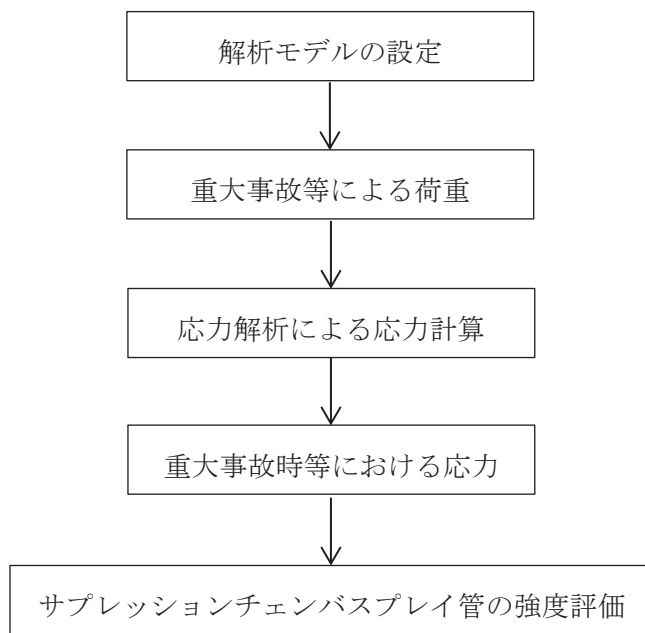 解析モデルの設定
重大事故等による荷重
応力解析による応力計算
重大事故時等における応力
サプレッションチェンバスプレイ管の強度評価